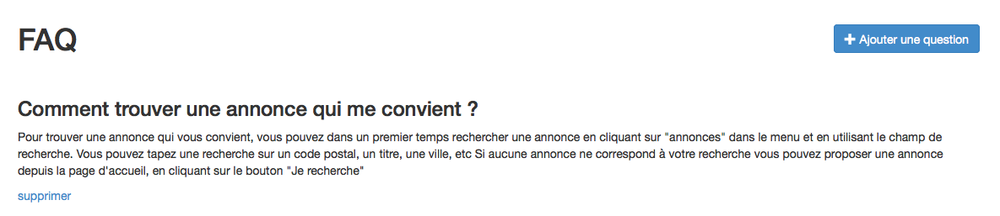 FAQ
Ajouter une question
Comment trouver une annonce qui me convient ?
Pour trouver une annonce qui vous convient, vous pouvez dans un premier temps rechercher une annonce en cliquant sur "annonces" dans le menu et en utilisant le champ de
recherche. Vous pouvez tapez une recherche sur un code postal, un titre, une ville, etc Si aucune annonce ne correspond à votre recherche vous pouvez proposer une annonce
depuis la page d'accueil, en cliquant sur le bouton "Je recherche"
supprimer